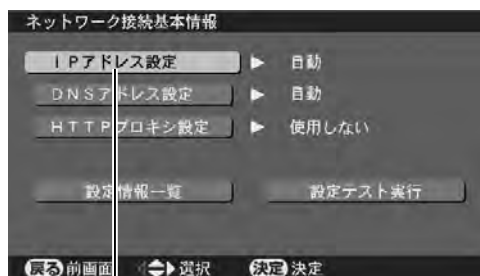 ネットワーク接続基本情報
IPアドレス設定 ▶ 自動
DNSアドレス設定 ▶ 自動
HTTPプロキシ設定 ▶ 使用しない
設定情報一覧 設定テスト実行
戻る 前画面 選択 決定 決定